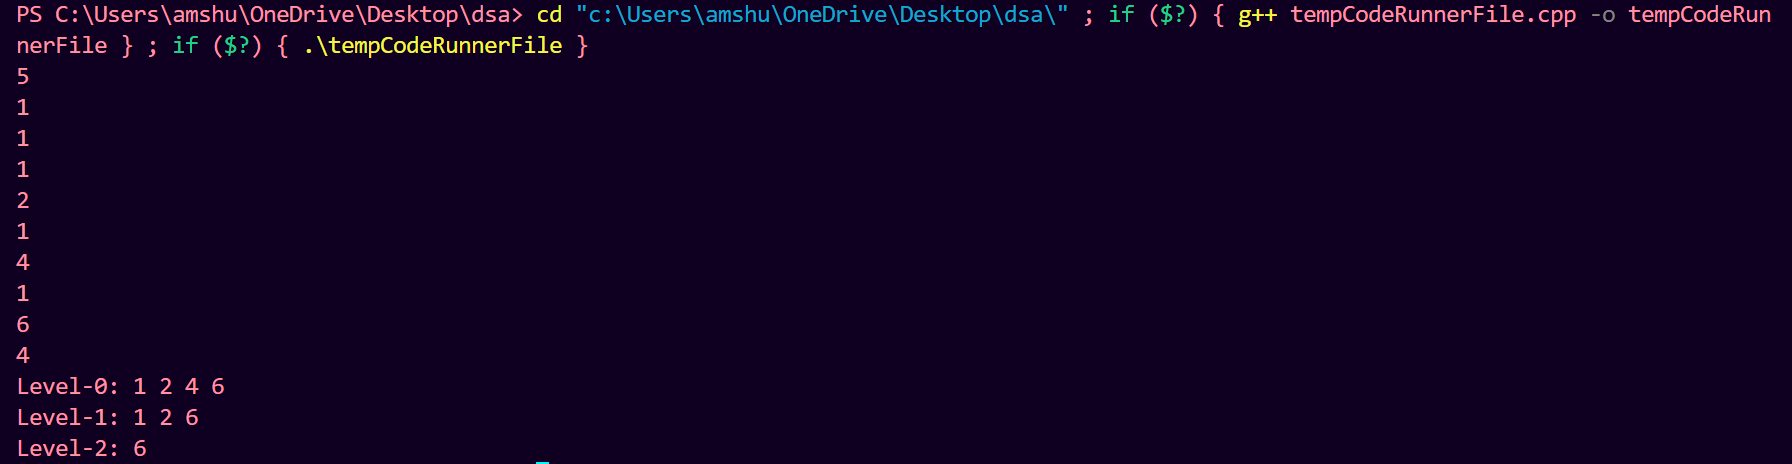 PS C:\Users\amshu\OneDrive\Desktop\dsa> cd "c:\Users\amshu\OneDrive\Desktop\dsa\" ; if ($?) { g++ tempCodeRunnerFile.cpp -o tempCodeRun
nerFile } ; if ($?) { .\tempCodeRunnerFile }
5
1
1
1
2
1
4
1
6
4
Level-0: 1 2 4 6
Level-1: 1 2 6
Level-2: 6